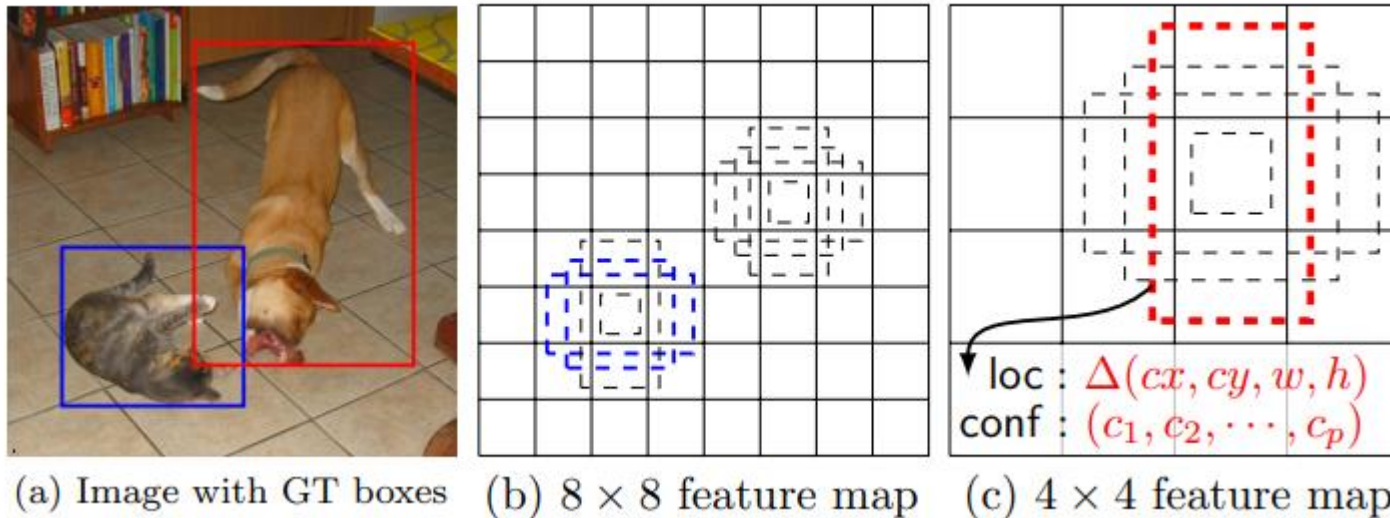 loc : Δ(cx, cy, w, h)
conf : (c₁, c₂, ⋯, cₚ)
(a) Image with GT boxes
(b) 8 × 8 feature map
(c) 4 × 4 feature map